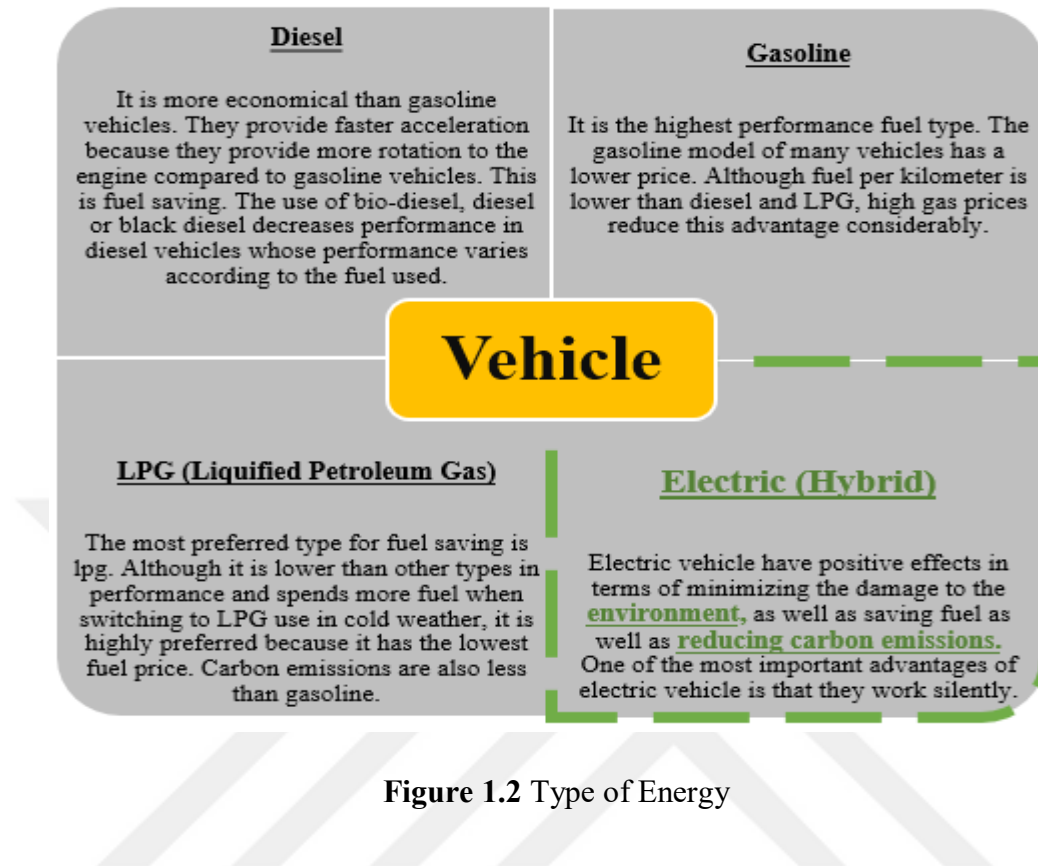 Diesel
It is more economical than gasoline
vehicles. They provide faster acceleration
because they provide more rotation to the
engine compared to gasoline vehicles. This
is fuel saving. The use of bio-diesel, diesel
or black diesel decreases performance in
diesel vehicles whose performance varies
according to the fuel used.
Gasoline
It is the highest performance fuel type. The
gasoline model of many vehicles has a
lower price. Although fuel per kilometer is
lower than diesel and LPG, high gas prices
reduce this advantage considerably.
Vehicle
LPG (Liquified Petroleum Gas)
The most preferred type for fuel saving is
lpg. Although it is lower than other types in
performance and spends more fuel when
switching to LPG use in cold weather, it is
highly preferred because it has the lowest
fuel price. Carbon emissions are also less
than gasoline.
Electric (Hybrid)
Electric vehicle have positive effects in
terms of minimizing the damage to the
environment, as well as saving fuel as
well as reducing carbon emissions.
One of the most important advantages of
electric vehicle is that they work silently.
Figure 1.2 Type of Energy